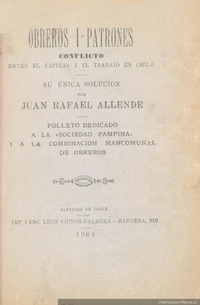 OBREROS I PATRONES
CONFLICTO
ENTRE EL CAPITAL I EL TRABAJO EN CHILE
SU UNICA SOLUCION
POR
JUAN RAFAEL ALLENDE
FOLLETO DEDICADO
A LA «SOCIEDAD PAMPINA»
I A LA COMBINACION MANCOMUNAL
DE OBREROS
SANTIAGO DE CHILE
IMP. I ENC. LEON VICTOR CALDERA — BANDERA,
1904